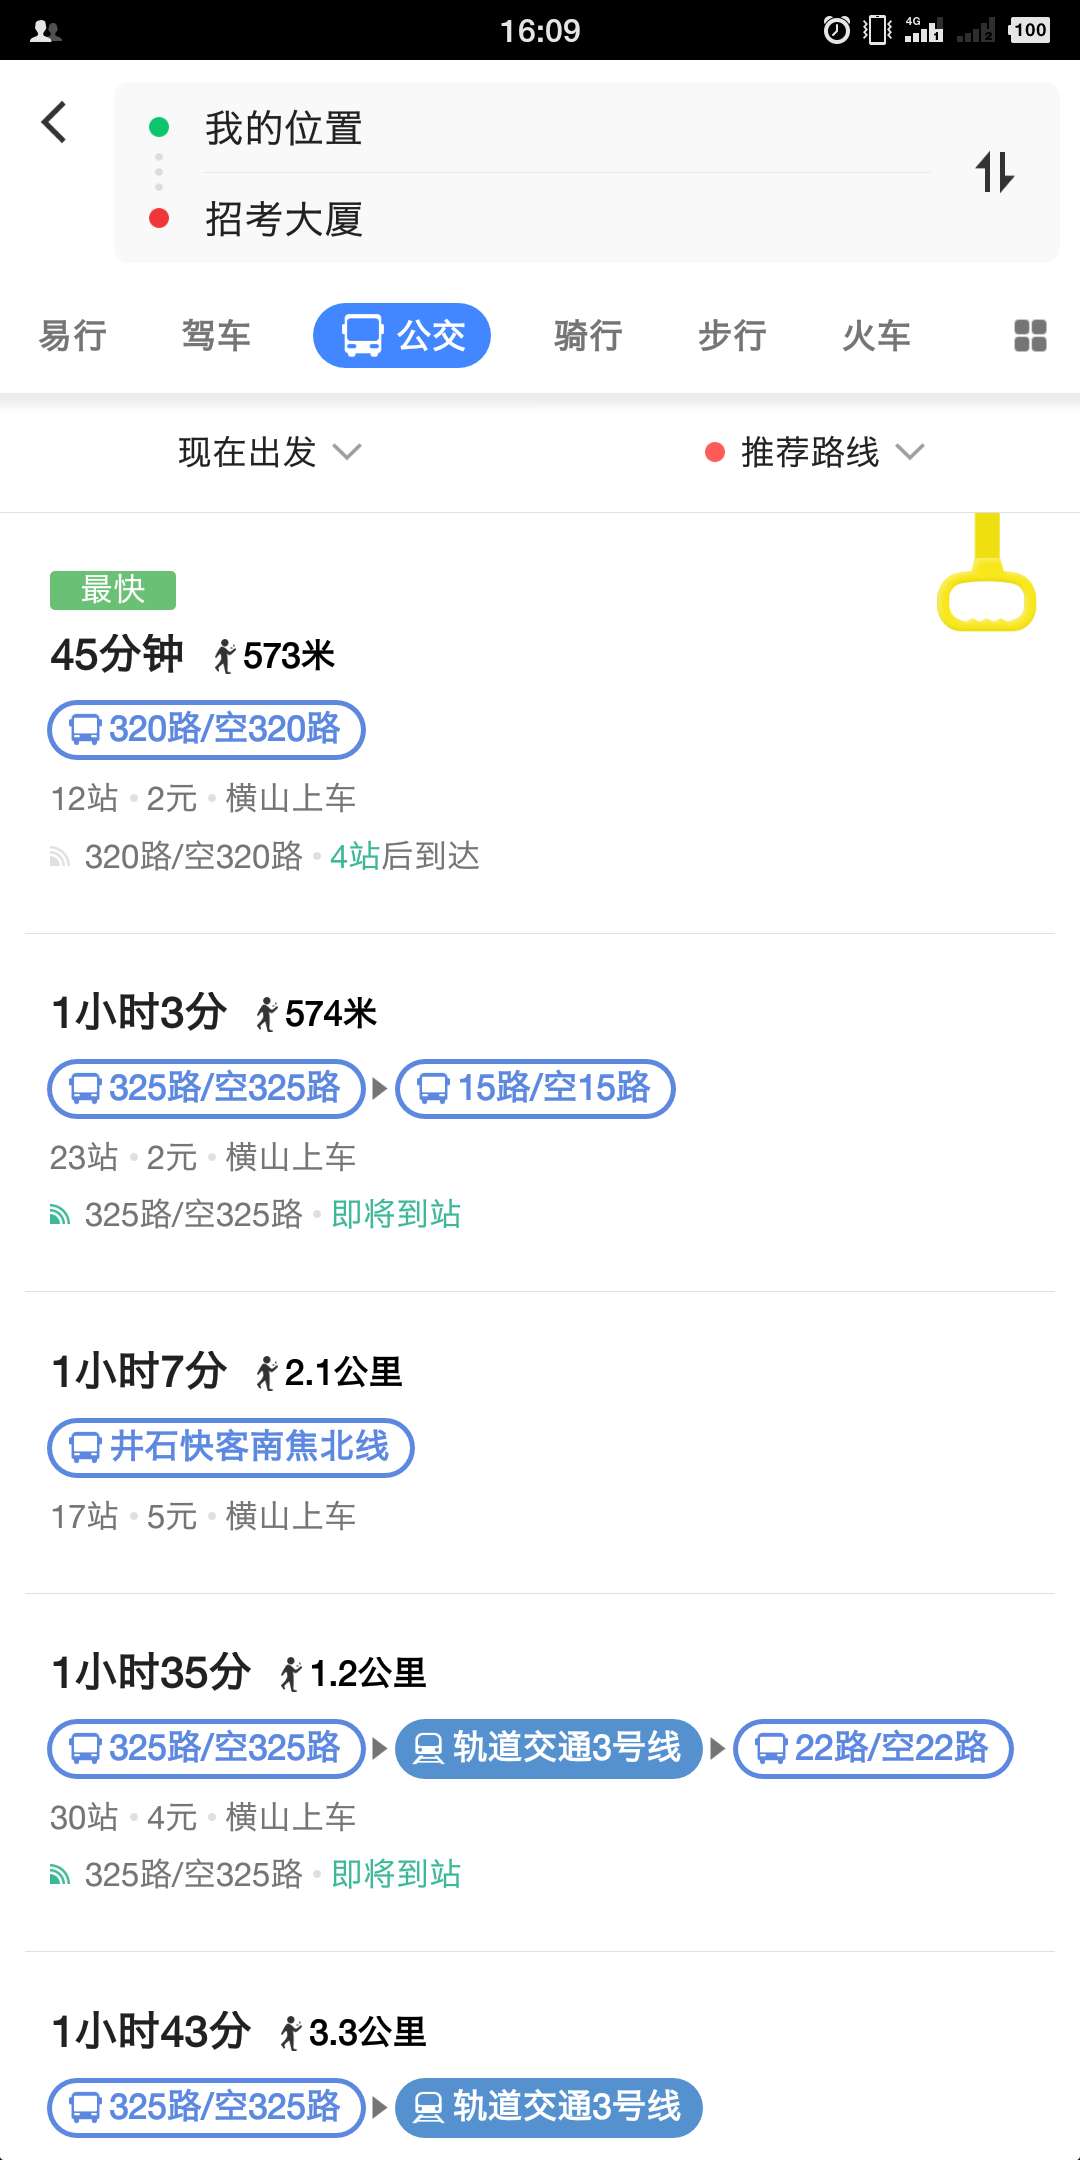 16:09
4G 1 2 100
我的位置
招考大厦
易行 驾车 公交 骑行 步行 火车
现在出发 推荐路线
最快
45分钟 573米
320路/空320路
12站·2元·横山上车
320路/空320路·4站后到达
1小时3分 574米
325路/空325路 15路/空15路
23站·2元·横山上车
325路/空325路·即将到站
1小时7分 2.1公里
井石快客南焦北线
17站·5元·横山上车
1小时35分 1.2公里
325路/空325路 轨道交通3号线 22路/空22路
30站·4元·横山上车
325路/空325路·即将到站
1小时43分 3.3公里
325路/空325路 轨道交通3号线